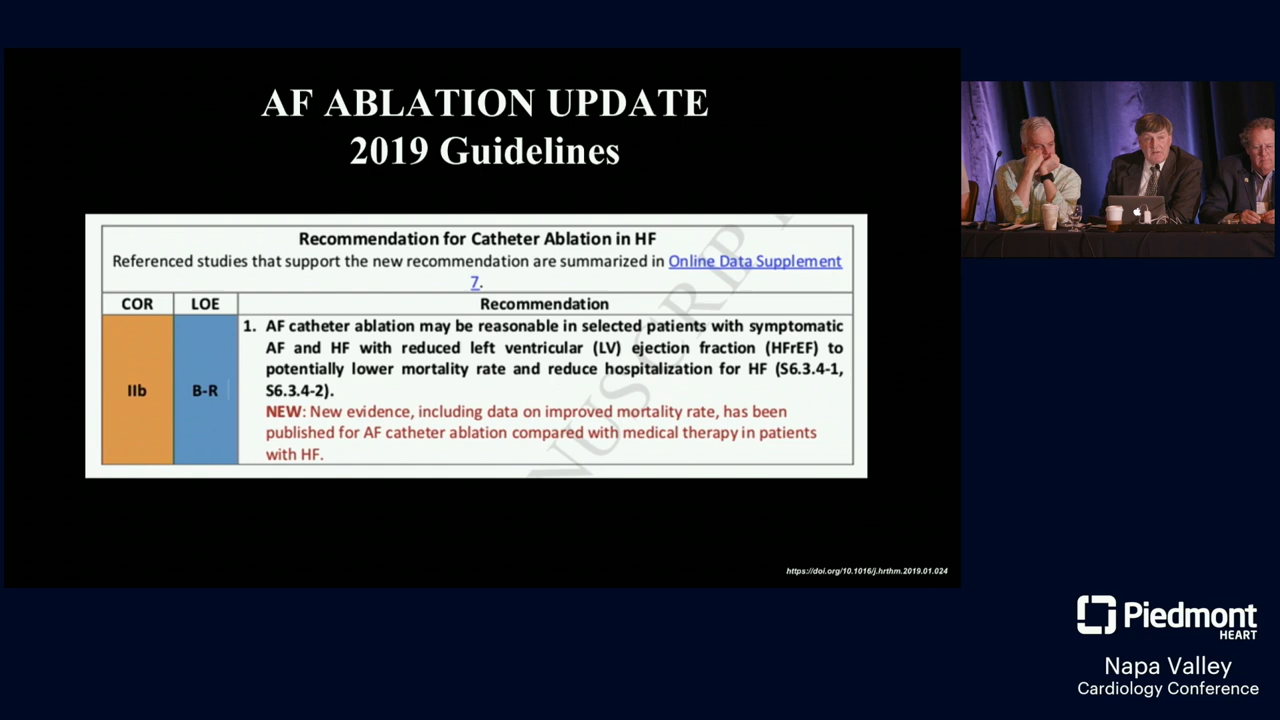 AF ABLATION UPDATE
2019 Guidelines
Recommendation for Catheter Ablation in HF
Referenced studies that support the new recommendation are summarized in Online Data Supplement
7.
COR LOE Recommendation
IIb B-R
1. AF catheter ablation may be reasonable in selected patients with symptomatic
AF and HF with reduced left ventricular (LV) ejection fraction (HFrEF) to
potentially lower mortality rate and reduce hospitalization for HF (S6.3.4-1,
S6.3.4-2).
NEW: New evidence, including data on improved mortality rate, has been
published for AF catheter ablation compared with medical therapy in patients
with HF.
NUSCRIPT
https://doi.org/10.1016/j.hrthm.2019.01.024
Piedmont
HEART
Napa Valley
Cardiology Conference